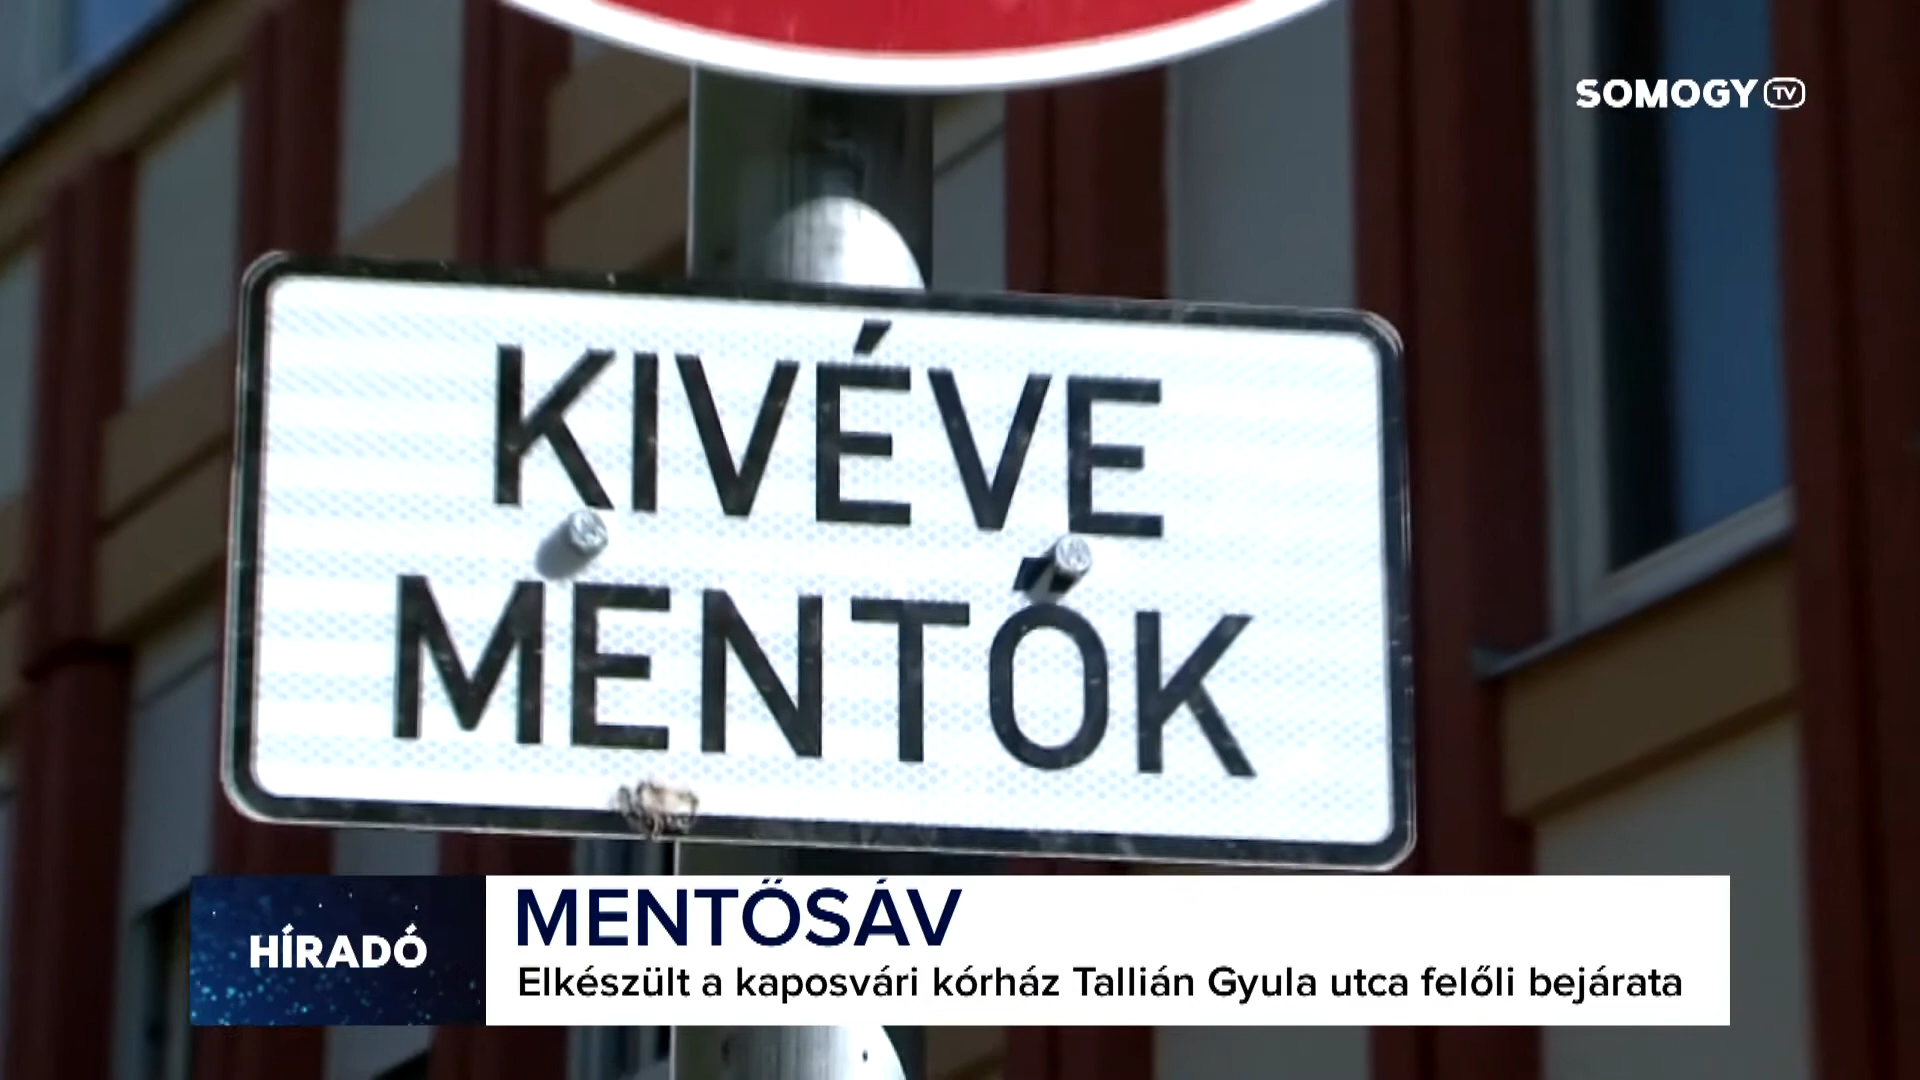 SOMOGY TV
KIVÉVE
MENTŐK
HÍRADÓ
MENTŐSÁV
Elkészült a kaposvári kórház Tallián Gyula utca felőli bejárata